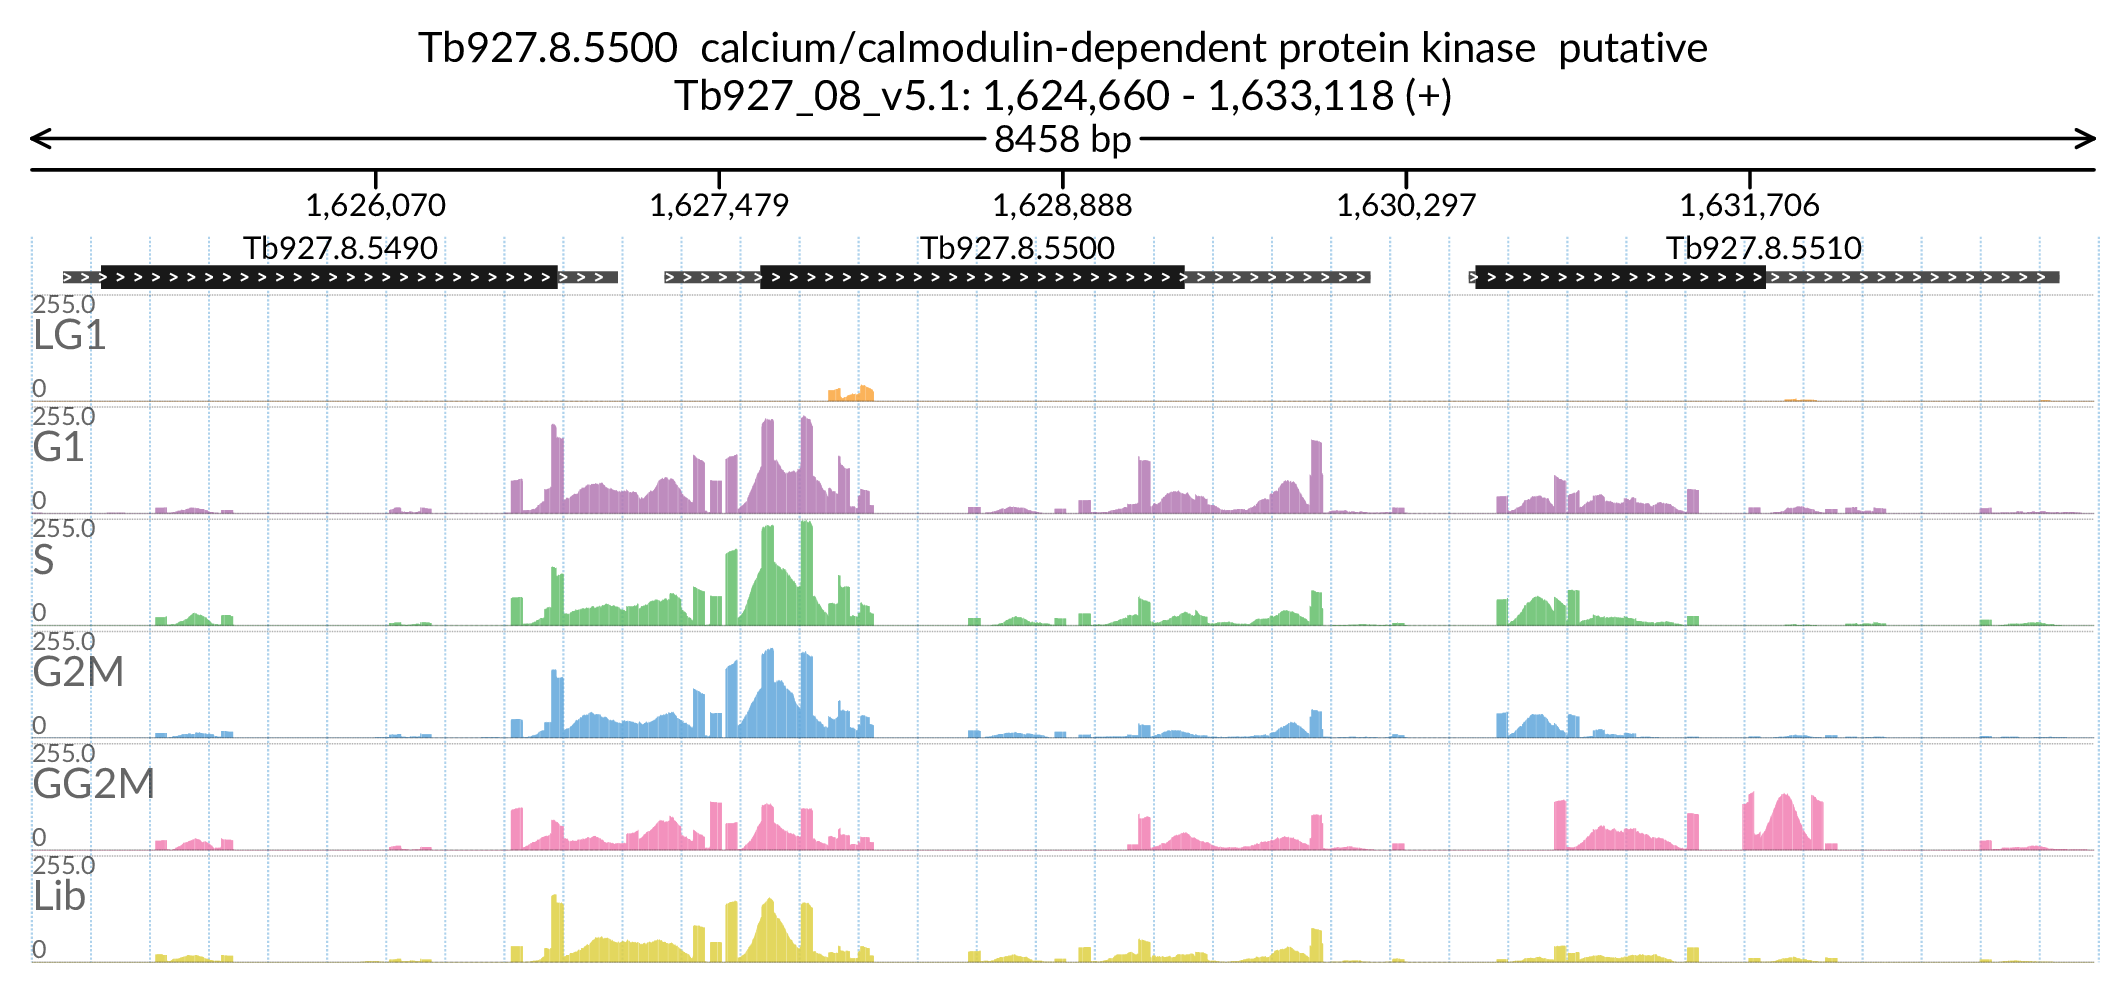 Tb927.8.5500  calcium/calmodulin-dependent protein kinase  putative
Tb927_08_v5.1: 1,624,660 - 1,633,118 (+)
8458 bp
1,626,070 1,627,479 1,628,888 1,630,297 1,631,706
Tb927.8.5490 Tb927.8.5500 Tb927.8.5510
255.0
LG1
0
255.0
G1
0
255.0
S
0
255.0
G2M
0
255.0
GG2M
0
255.0
Lib
0